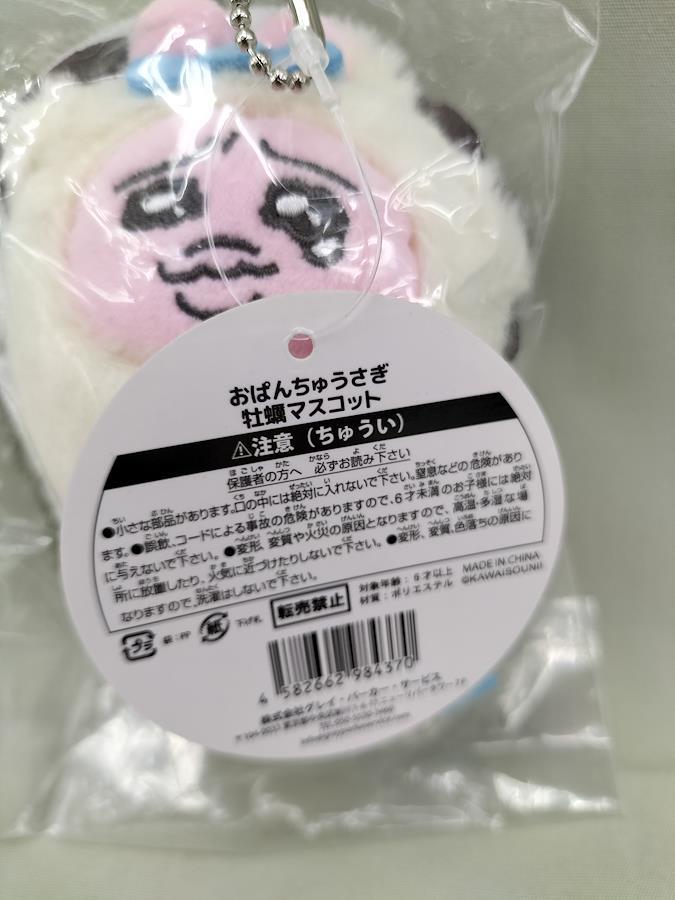 おぱんちゅうさぎ
牡蠣マスコット
⚠注意（ちゅうい）
保護者の方へ 必ずお読み下さい
●小さな部品があります。口の中には絶対に入れないで下さい。窒息などの危険があり
ます。●誤飲、コードによる事故の危険がありますので、6才未満のお子様には絶対
に与えないで下さい。●変形、変質や火災の原因となりますので、高温・多湿な場
所に放置したり、火気に近づけたりしないで下さい。●変形、変質、色落ちの原因に
なりますので、洗濯はしないで下さい。
対象年齢：6才以上 MADE IN CHINA
材質：ポリエステル ©KAWAISOUNII
転売禁止
プラ 袋：PP 紙 下げ札
4 582662 984370
株式会社グレイ・パーカー・サービス